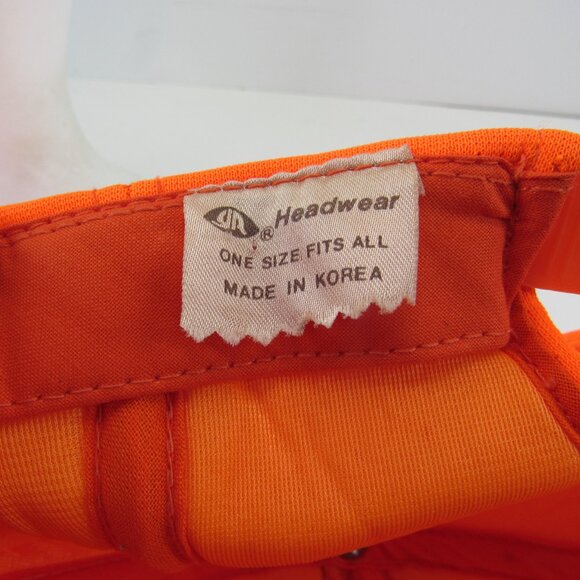 ® Headwear
ONE SIZE FITS ALL
MADE IN KOREA